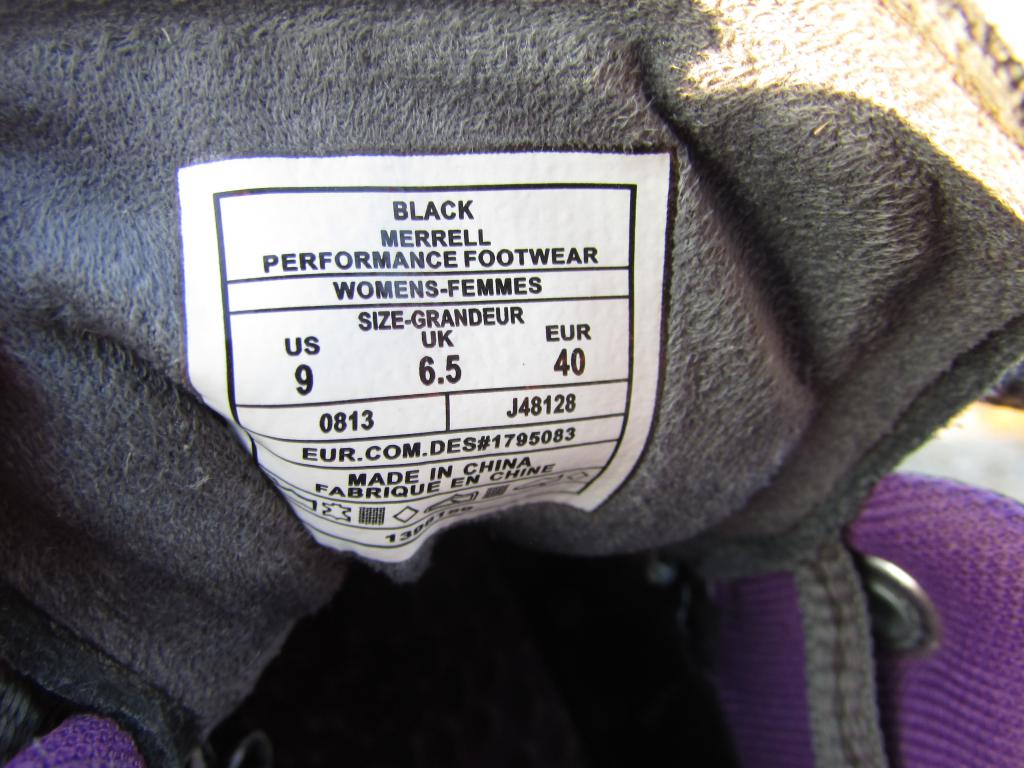 BLACK
MERRELL
PERFORMANCE FOOTWEAR
WOMENS-FEMMES
SIZE-GRANDEUR
US UK EUR
9 6.5 40
0813 J48128
EUR.COM.DES#1795083
MADE IN CHINA
FABRIQUE EN CHINE